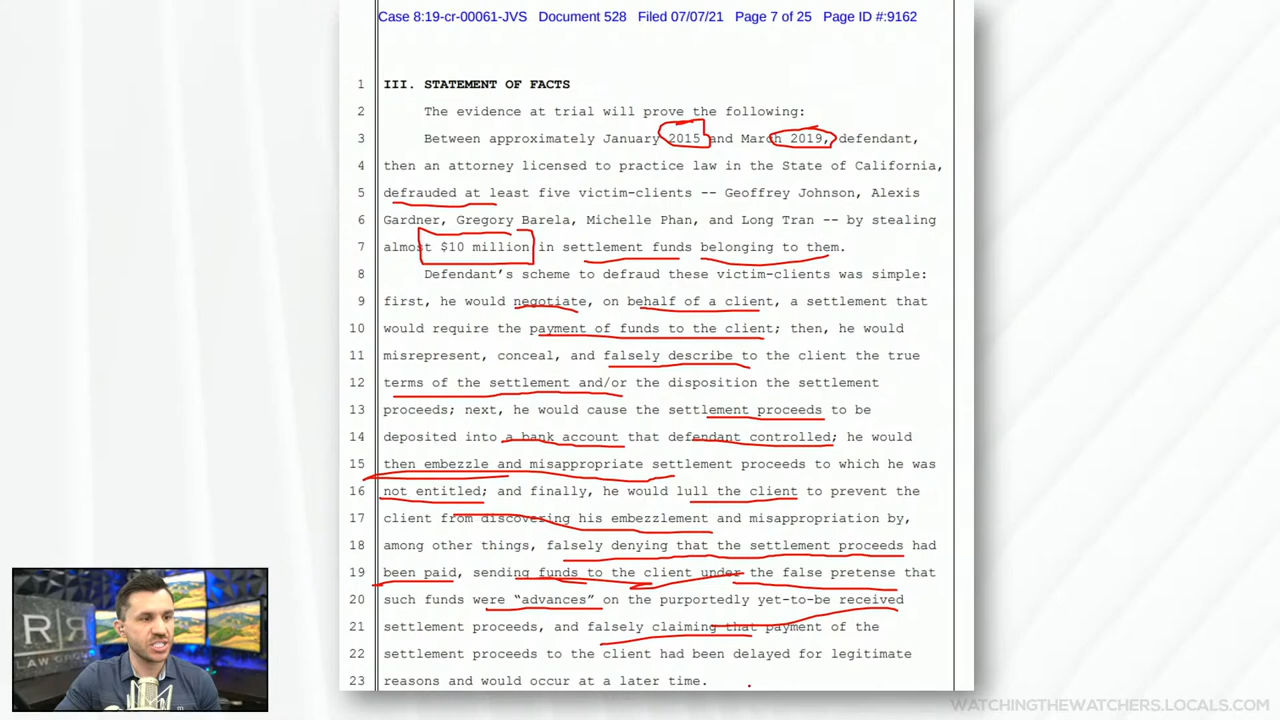 Case 8:19-cr-00061-JVS Document 528 Filed 07/07/21 Page 7 of 25 Page ID #:9162
1 III. STATEMENT OF FACTS
2 The evidence at trial will prove the following:
3 Between approximately January 2015 and March 2019, defendant,
4 then an attorney licensed to practice law in the State of California,
5 defrauded at least five victim-clients -- Geoffrey Johnson, Alexis
6 Gardner, Gregory Barela, Michelle Phan, and Long Tran -- by stealing
7 almost $10 million in settlement funds belonging to them.
8 Defendant's scheme to defraud these victim-clients was simple:
9 first, he would negotiate, on behalf of a client, a settlement that
10 would require the payment of funds to the client; then, he would
11 misrepresent, conceal, and falsely describe to the client the true
12 terms of the settlement and/or the disposition the settlement
13 proceeds; next, he would cause the settlement proceeds to be
14 deposited into a bank account that defendant controlled; he would
15 then embezzle and misappropriate settlement proceeds to which he was
16 not entitled; and finally, he would lull the client to prevent the
17 client from discovering his embezzlement and misappropriation by,
18 among other things, falsely denying that the settlement proceeds had
19 been paid, sending funds to the client under the false pretense that
20 such funds were “advances” on the purportedly yet-to-be received
21 settlement proceeds, and falsely claiming that payment of the
22 settlement proceeds to the client had been delayed for legitimate
23 reasons and would occur at a later time.
R R
LAW GROUP
WATCHINGTHEWATCHERS.LOCALS.COM